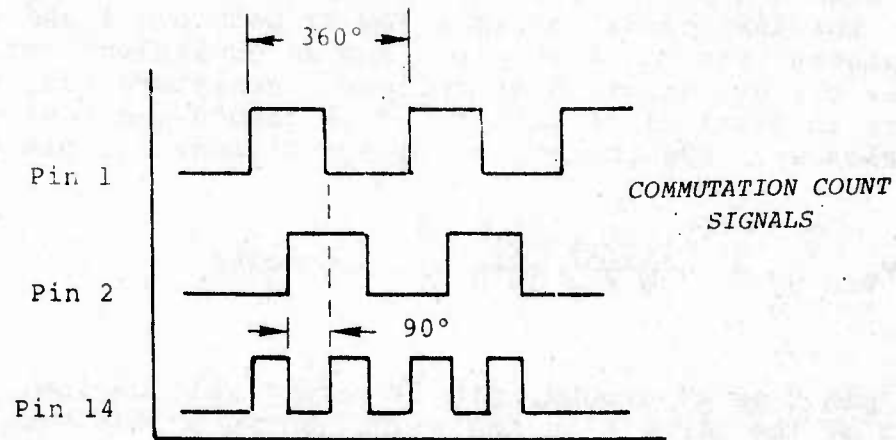 360°
Pin 1
COMMUTATION COUNT
SIGNALS
Pin 2
90°
Pin 14